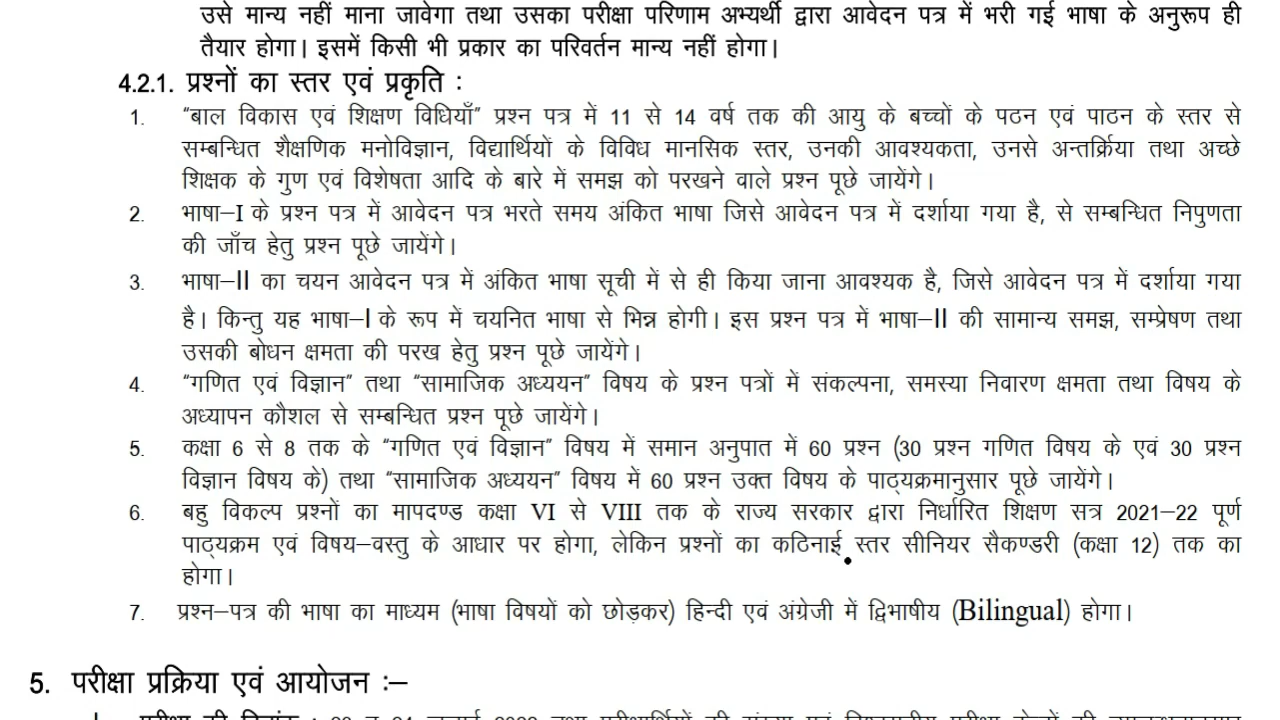 उसे मान्य नहीं माना जावेगा तथा उसका परीक्षा परिणाम अभ्यर्थी द्वारा आवेदन पत्र में भरी गई भाषा के अनुरूप ही
तैयार होगा। इसमें किसी भी प्रकार का परिवर्तन मान्य नहीं होगा।
4.2.1. प्रश्नों का स्तर एवं प्रकृति :
1. "बाल विकास एवं शिक्षण विधियाँ" प्रश्न पत्र में 11 से 14 वर्ष तक की आयु के बच्चों के पठन एवं पाठन के स्तर से
सम्बन्धित शैक्षणिक मनोविज्ञान, विद्यार्थियों के विविध मानसिक स्तर, उनकी आवश्यकता, उनसे अन्तर्क्रिया तथा अच्छे
शिक्षक के गुण एवं विशेषता आदि के बारे में समझ को परखने वाले प्रश्न पूछे जायेंगे।
2. भाषा–I के प्रश्न पत्र में आवेदन पत्र भरते समय अंकित भाषा जिसे आवेदन पत्र में दर्शाया गया है, से सम्बन्धित निपुणता
की जाँच हेतु प्रश्न पूछे जायेंगे।
3. भाषा–II का चयन आवेदन पत्र में अंकित भाषा सूची में से ही किया जाना आवश्यक है, जिसे आवेदन पत्र में दर्शाया गया
है। किन्तु यह भाषा–I के रूप में चयनित भाषा से भिन्न होगी। इस प्रश्न पत्र में भाषा–II की सामान्य समझ, सम्प्रेषण तथा
उसकी बोधन क्षमता की परख हेतु प्रश्न पूछे जायेंगे।
4. "गणित एवं विज्ञान" तथा "सामाजिक अध्ययन" विषय के प्रश्न पत्रों में संकल्पना, समस्या निवारण क्षमता तथा विषय के
अध्यापन कौशल से सम्बन्धित प्रश्न पूछे जायेंगे।
5. कक्षा 6 से 8 तक के "गणित एवं विज्ञान" विषय में समान अनुपात में 60 प्रश्न (30 प्रश्न गणित विषय के एवं 30 प्रश्न
विज्ञान विषय के) तथा "सामाजिक अध्ययन" विषय में 60 प्रश्न उक्त विषय के पाठ्यक्रमानुसार पूछे जायेंगे।
6. बहु विकल्प प्रश्नों का मापदण्ड कक्षा VI से VIII तक के राज्य सरकार द्वारा निर्धारित शिक्षण सत्र 2021–22 पूर्ण
पाठ्यक्रम एवं विषय–वस्तु के आधार पर होगा, लेकिन प्रश्नों का कठिनाई स्तर सीनियर सैकण्डरी (कक्षा 12) तक का
होगा।
7. प्रश्न–पत्र की भाषा का माध्यम (भाषा विषयों को छोड़कर) हिन्दी एवं अंग्रेजी में द्विभाषीय (Bilingual) होगा।
5. परीक्षा प्रक्रिया एवं आयोजन :–